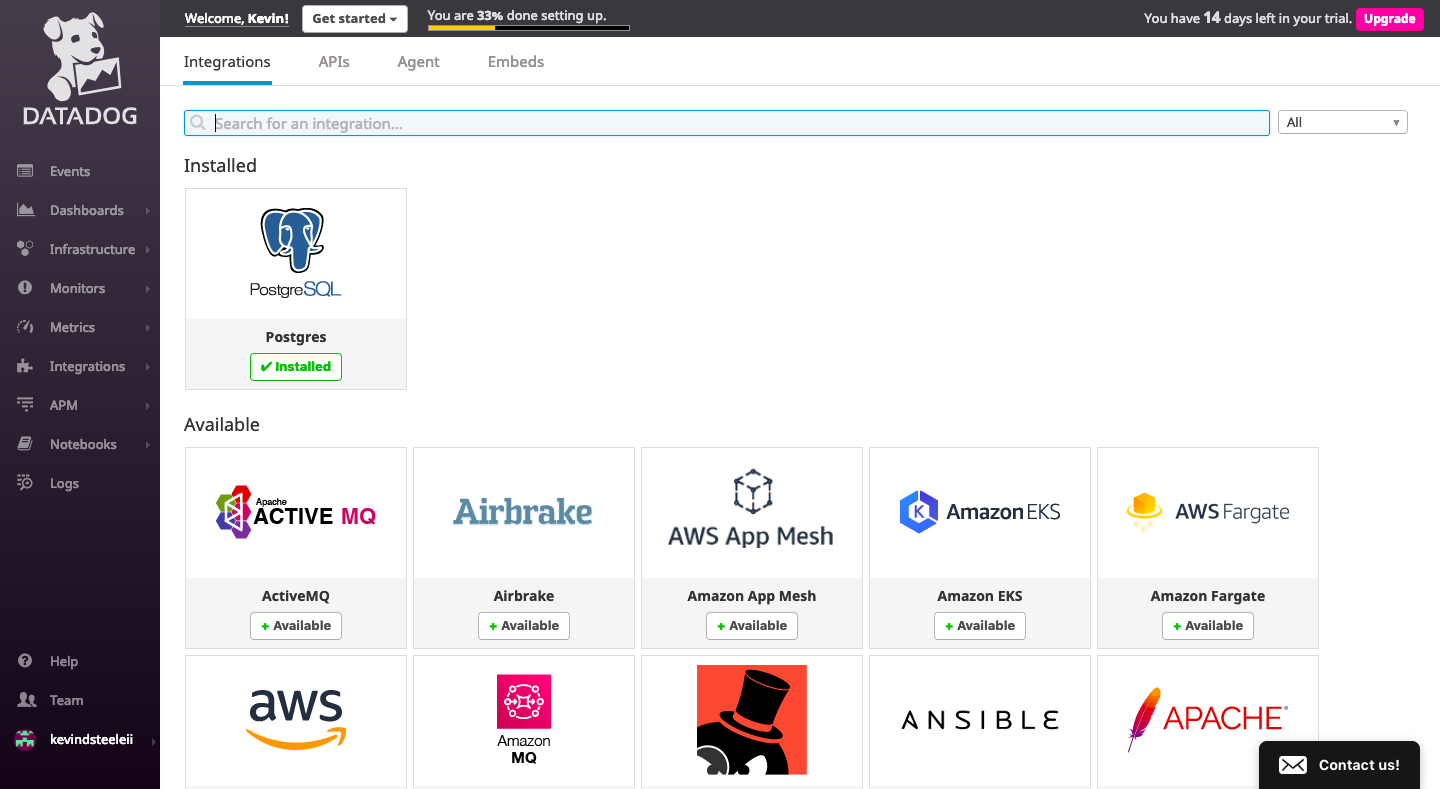 DATADOG
Events
Dashboards
Infrastructure
Monitors
Metrics
Integrations
APM
Notebooks
Logs
Help
Team
kevindsteeleii
Welcome, Kevin!
Get started
You are 33% done setting up.
You have 14 days left in your trial.
Upgrade
Integrations APIs Agent Embeds
Search for an integration...
All
Installed
PostgreSQL
Postgres
✔ Installed
Available
Apache
ACTIVE MQ
ActiveMQ
+ Available
Airbrake
Airbrake
+ Available
AWS App Mesh
Amazon App Mesh
+ Available
Amazon EKS
Amazon EKS
+ Available
AWS Fargate
Amazon Fargate
+ Available
aws
Amazon
MQ
ANSIBLE
APACHE
Contact us!